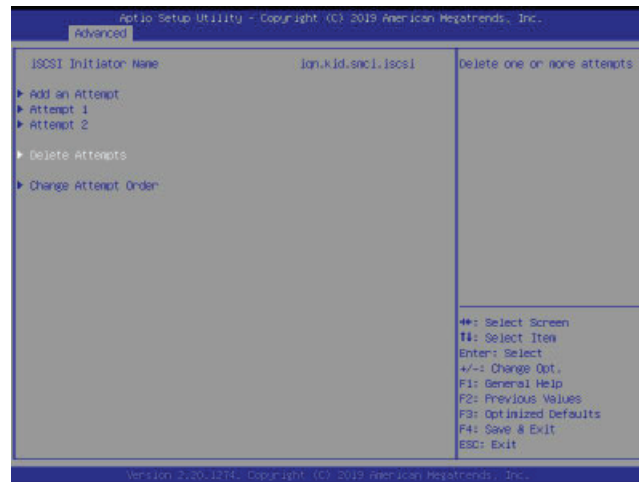 Aptio Setup Utility - Copyright (C) 2019 American Megatrends, Inc.
Advanced
iSCSI Initiator Name iqn.kid.smci.iscsi
Add an Attempt
Attempt 1
Attempt 2
Delete Attempts
Change Attempt Order
Delete one or more attempts
: Select Screen
: Select Item
Enter: Select
+/-: Change Opt.
F1: General Help
F2: Previous Values
F3: Optimized Defaults
F4: Save & Exit
ESC: Exit
Version 2.20.1274. Copyright (C) 2019 American Megatrends, Inc.